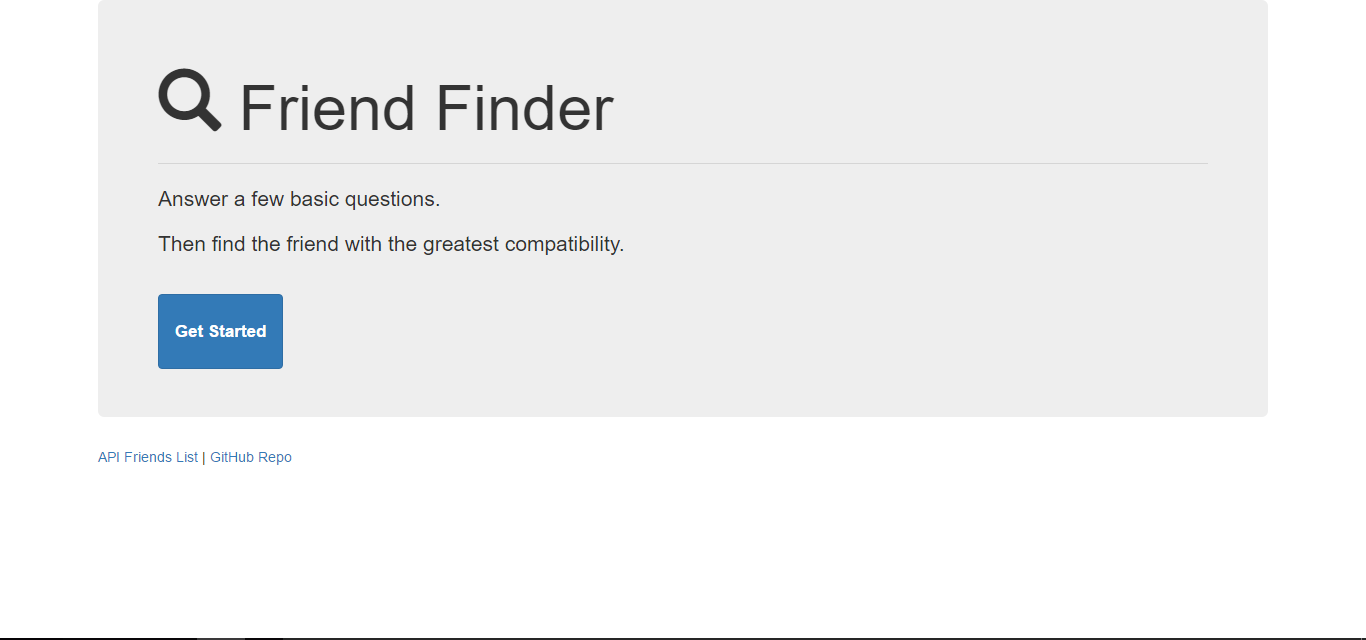 Friend Finder
Answer a few basic questions.
Then find the friend with the greatest compatibility.
Get Started
API Friends List | GitHub Repo